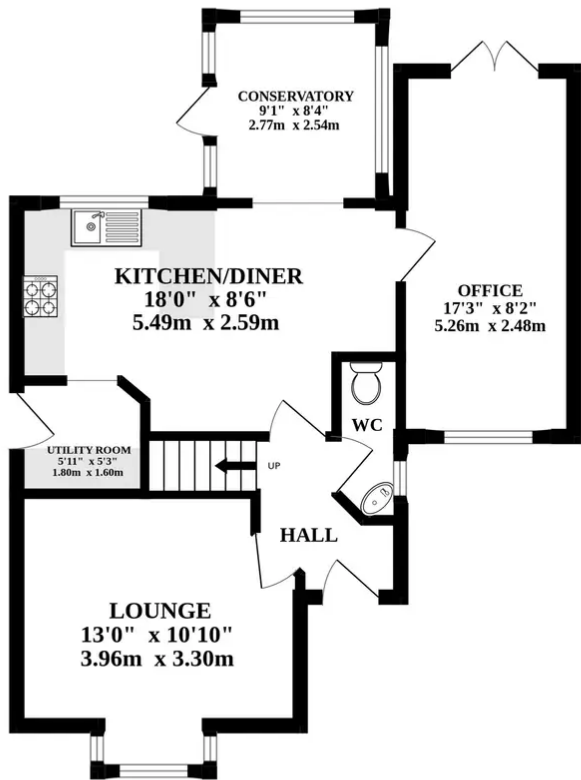 CONSERVATORY
9'1" x 8'4"
2.77m x 2.54m
KITCHEN/DINER
18'0" x 8'6"
5.49m x 2.59m
OFFICE
17'3" x 8'2"
5.26m x 2.48m
WC
UTILITY ROOM
5'11" x 5'3"
1.80m x 1.60m
UP
HALL
LOUNGE
13'0" x 10'10"
3.96m x 3.30m